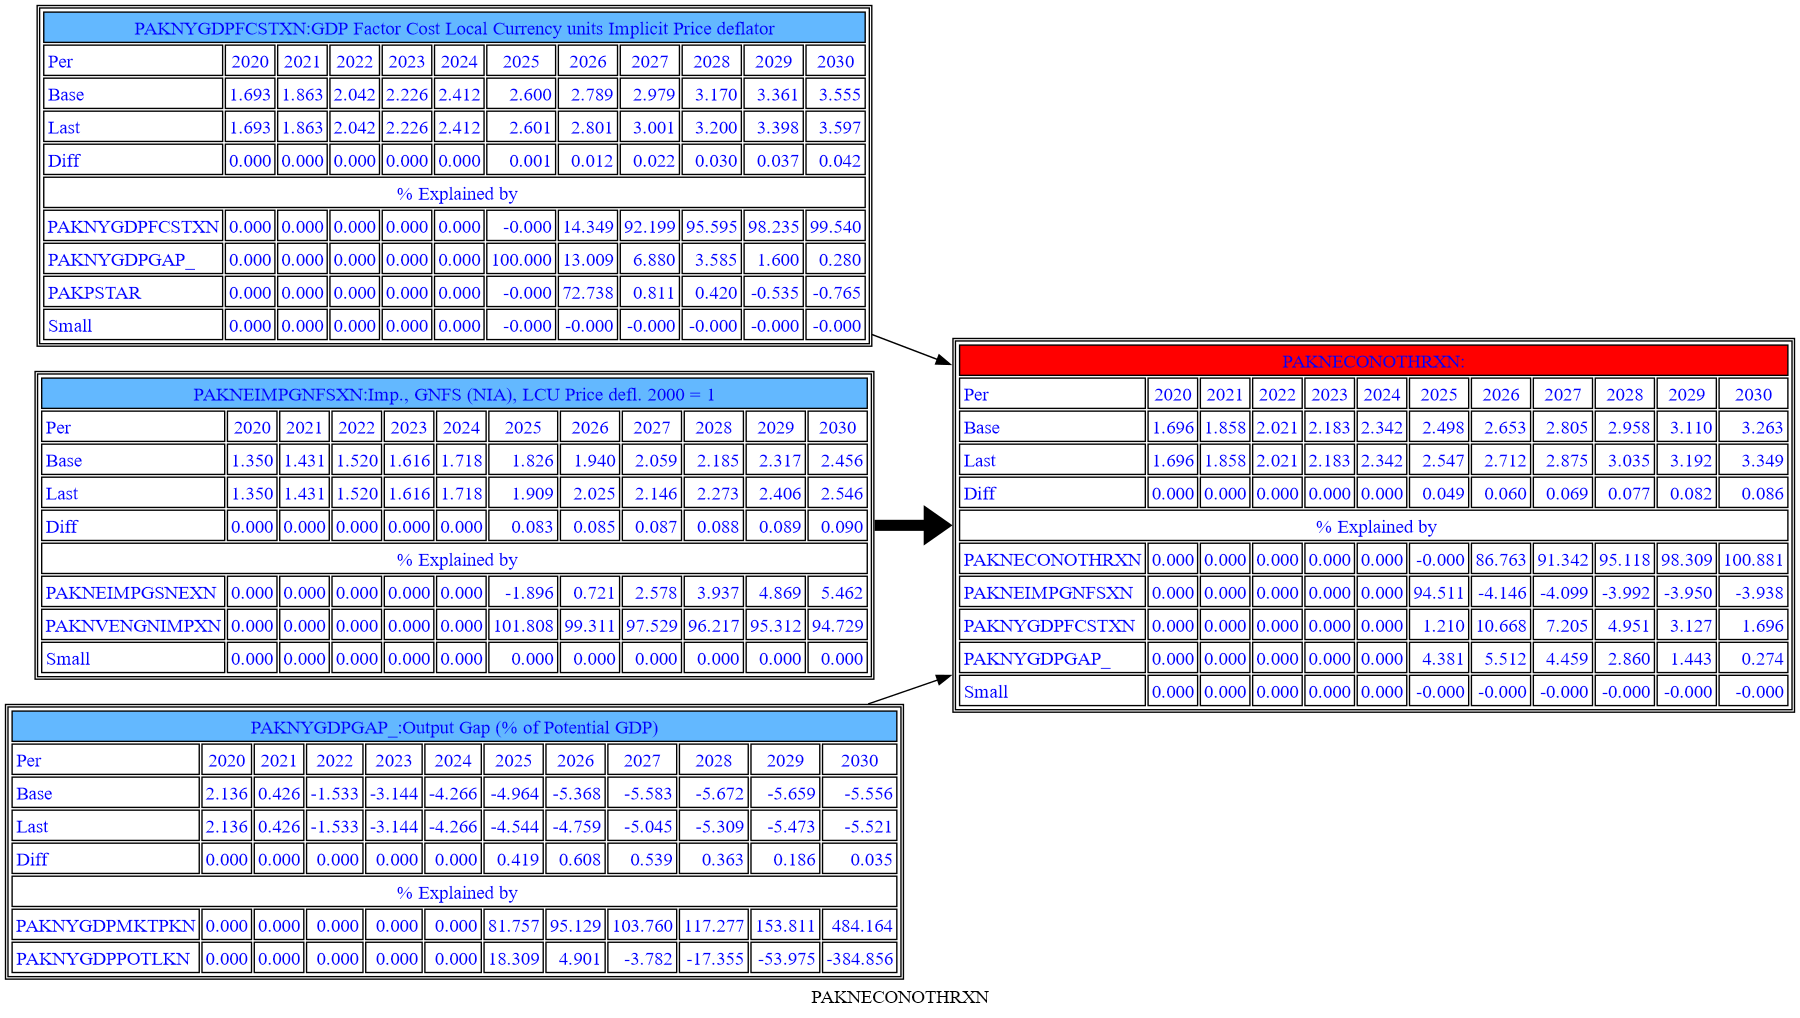 PAKNYGDPFCSTXN:GDP Factor Cost Local Currency units Implicit Price deflator
Per 2020 2021 2022 2023 2024 2025 2026 2027 2028 2029 2030
Base 1.693 1.863 2.042 2.226 2.412 2.600 2.789 2.979 3.170 3.361 3.555
Last 1.693 1.863 2.042 2.226 2.412 2.601 2.801 3.001 3.200 3.398 3.597
Diff 0.000 0.000 0.000 0.000 0.000 0.001 0.012 0.022 0.030 0.037 0.042
% Explained by
PAKNYGDPFCSTXN 0.000 0.000 0.000 0.000 0.000 -0.000 14.349 92.199 95.595 98.235 99.540
PAKNYGDPGAP_ 0.000 0.000 0.000 0.000 0.000 100.000 13.009 6.880 3.585 1.600 0.280
PAKPSTAR 0.000 0.000 0.000 0.000 0.000 -0.000 72.738 0.811 0.420 -0.535 -0.765
Small 0.000 0.000 0.000 0.000 0.000 -0.000 -0.000 -0.000 -0.000 -0.000 -0.000
PAKNEIMPGNFSXN:Imp., GNFS (NIA), LCU Price defl. 2000 = 1
Per 2020 2021 2022 2023 2024 2025 2026 2027 2028 2029 2030
Base 1.350 1.431 1.520 1.616 1.718 1.826 1.940 2.059 2.185 2.317 2.456
Last 1.350 1.431 1.520 1.616 1.718 1.909 2.025 2.146 2.273 2.406 2.546
Diff 0.000 0.000 0.000 0.000 0.000 0.083 0.085 0.087 0.088 0.089 0.090
% Explained by
PAKNEIMPGSNEXN 0.000 0.000 0.000 0.000 0.000 -1.896 0.721 2.578 3.937 4.869 5.462
PAKNVENGNIMPXN 0.000 0.000 0.000 0.000 0.000 101.808 99.311 97.529 96.217 95.312 94.729
Small 0.000 0.000 0.000 0.000 0.000 0.000 0.000 0.000 0.000 0.000 0.000
PAKNYGDPGAP_:Output Gap (% of Potential GDP)
Per 2020 2021 2022 2023 2024 2025 2026 2027 2028 2029 2030
Base 2.136 0.426 -1.533 -3.144 -4.266 -4.964 -5.368 -5.583 -5.672 -5.659 -5.556
Last 2.136 0.426 -1.533 -3.144 -4.266 -4.544 -4.759 -5.045 -5.309 -5.473 -5.521
Diff 0.000 0.000 0.000 0.000 0.000 0.419 0.608 0.539 0.363 0.186 0.035
% Explained by
PAKNYGDPMKTPKN 0.000 0.000 0.000 0.000 0.000 81.757 95.129 103.760 117.277 153.811 484.164
PAKNYGDPPOTLKN 0.000 0.000 0.000 0.000 0.000 18.309 4.901 -3.782 -17.355 -53.975 -384.856
PAKNECONOTHRXN:
Per 2020 2021 2022 2023 2024 2025 2026 2027 2028 2029 2030
Base 1.696 1.858 2.021 2.183 2.342 2.498 2.653 2.805 2.958 3.110 3.263
Last 1.696 1.858 2.021 2.183 2.342 2.547 2.712 2.875 3.035 3.192 3.349
Diff 0.000 0.000 0.000 0.000 0.000 0.049 0.060 0.069 0.077 0.082 0.086
% Explained by
PAKNECONOTHRXN 0.000 0.000 0.000 0.000 0.000 -0.000 86.763 91.342 95.118 98.309 100.881
PAKNEIMPGNFSXN 0.000 0.000 0.000 0.000 0.000 94.511 -4.146 -4.099 -3.992 -3.950 -3.938
PAKNYGDPFCSTXN 0.000 0.000 0.000 0.000 0.000 1.210 10.668 7.205 4.951 3.127 1.696
PAKNYGDPGAP_ 0.000 0.000 0.000 0.000 0.000 4.381 5.512 4.459 2.860 1.443 0.274
Small 0.000 0.000 0.000 0.000 0.000 -0.000 -0.000 -0.000 -0.000 -0.000 -0.000
PAKNECONOTHRXN